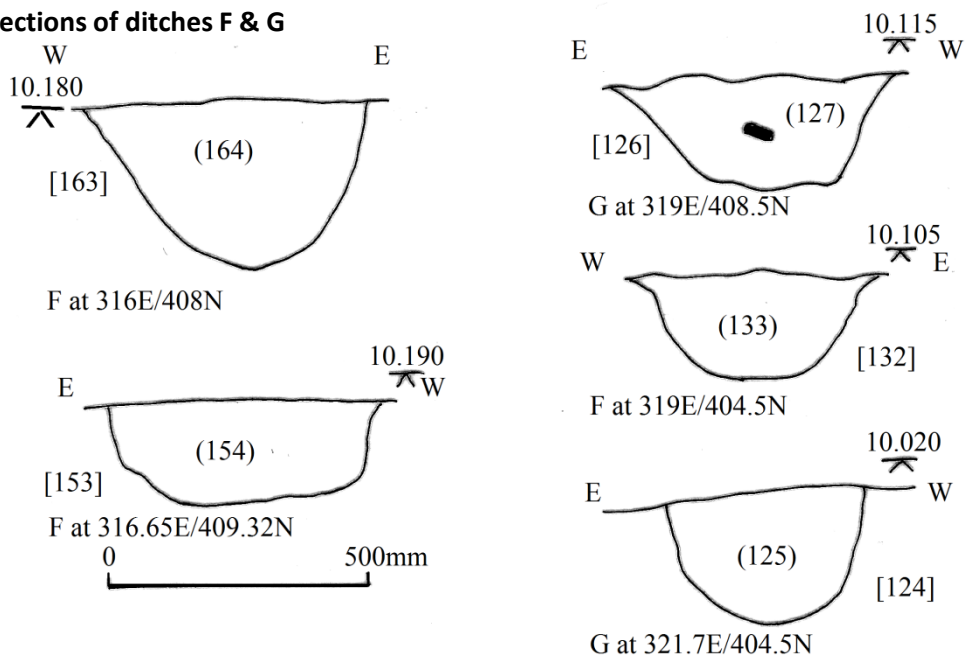 ections of ditches F & G
W
E
10.180
(164)
[163]
F at 316E/408N
10.190
E
W
(154)
[153]
F at 316.65E/409.32N
0
500mm
10.115
E
W
(127)
[126]
G at 319E/408.5N
10.105
W
E
(133)
[132]
F at 319E/404.5N
10.020
E
W
(125)
[124]
G at 321.7E/404.5N